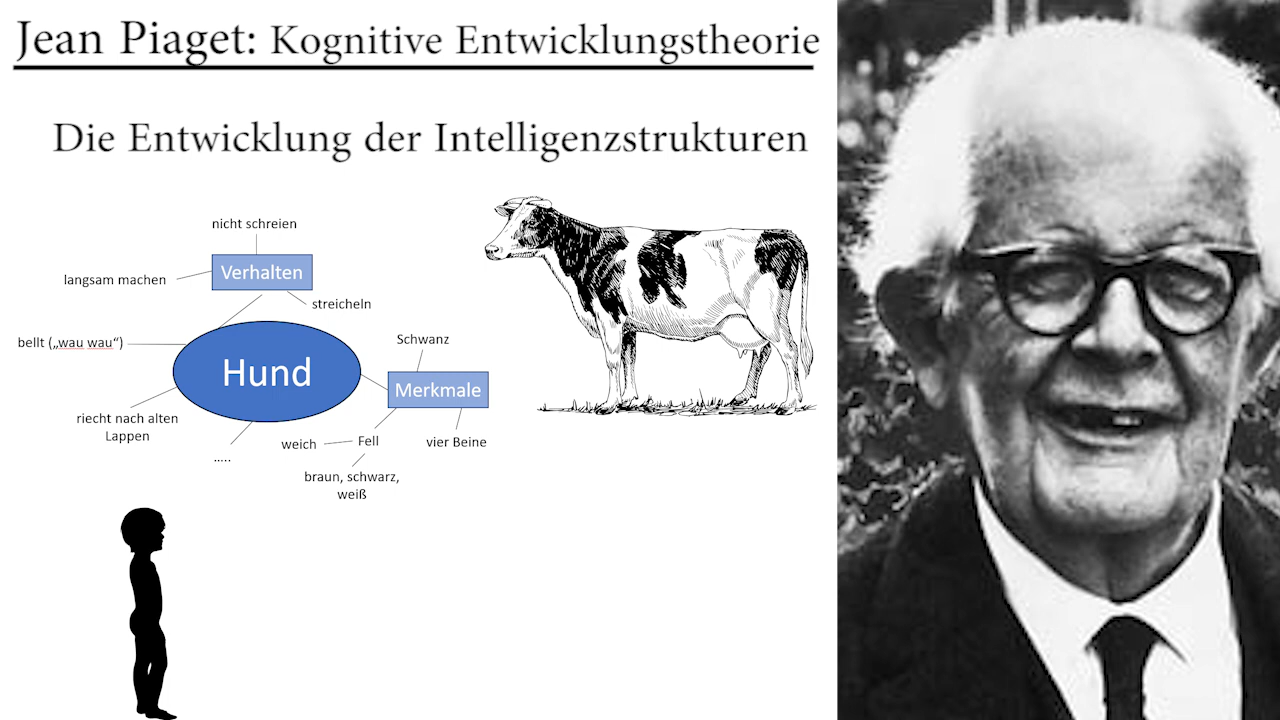 Jean Piaget: Kognitive Entwicklungstheorie
Die Entwicklung der Intelligenzstrukturen
nicht schreien
Verhalten
langsam machen
streicheln
bellt („wau wau“)
Hund
Schwanz
Merkmale
riecht nach alten
Lappen
weich
Fell
vier Beine
.....
braun, schwarz,
weiß